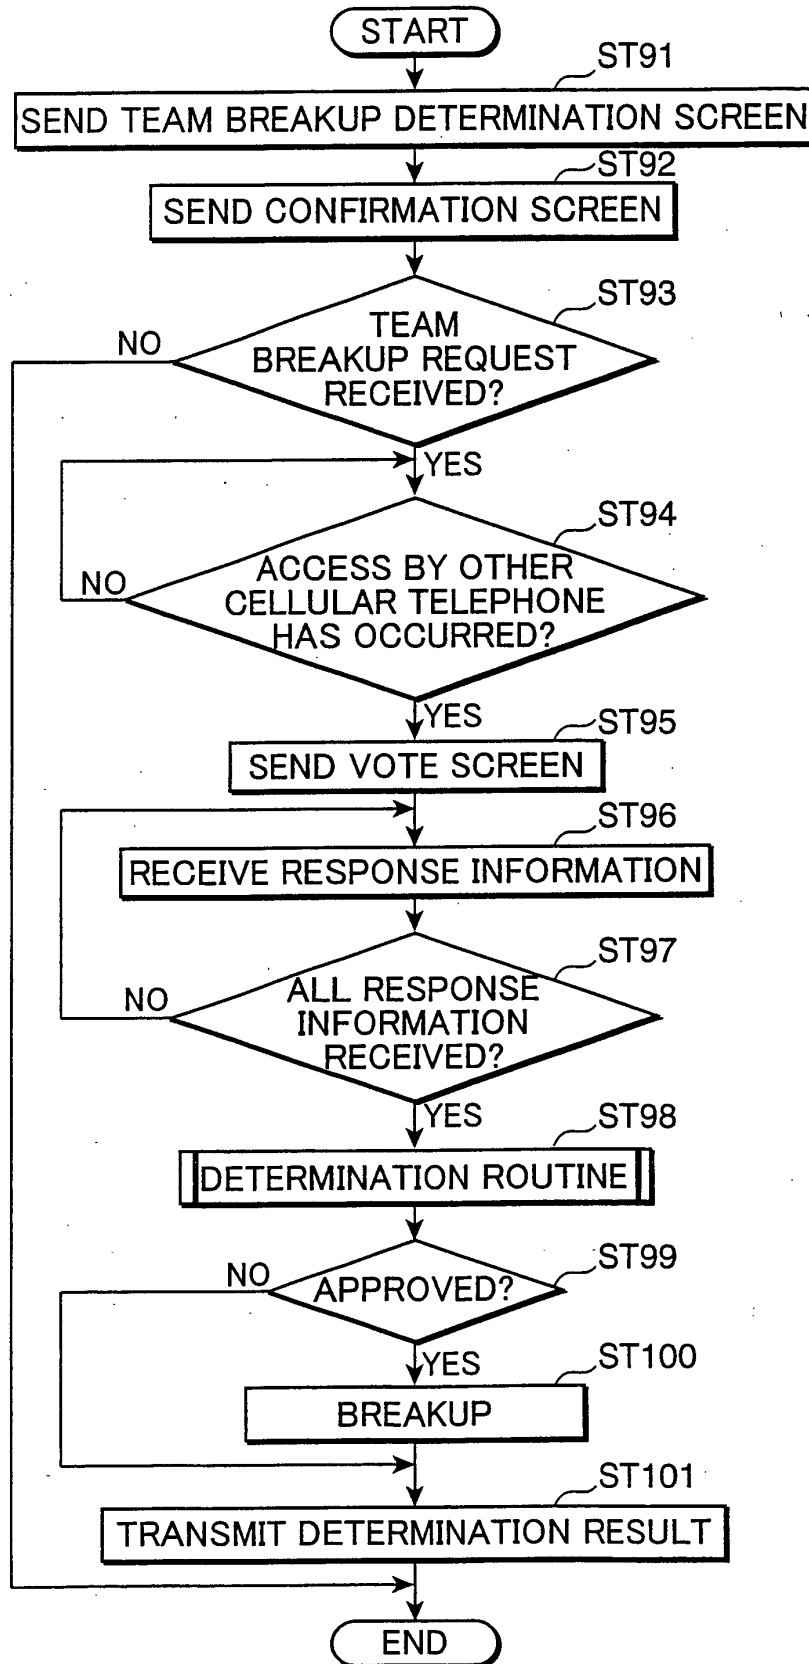 START
ST91
SEND TEAM BREAKUP DETERMINATION SCREEN
ST92
SEND CONFIRMATION SCREEN
ST93
TEAM
BREAKUP REQUEST
RECEIVED?
NO
YES
ST94
ACCESS BY OTHER
CELLULAR TELEPHONE
HAS OCCURRED?
NO
YES
ST95
SEND VOTE SCREEN
ST96
RECEIVE RESPONSE INFORMATION
ST97
ALL RESPONSE
INFORMATION
RECEIVED?
NO
YES
ST98
DETERMINATION ROUTINE
ST99
APPROVED?
NO
YES
ST100
BREAKUP
ST101
TRANSMIT DETERMINATION RESULT
END